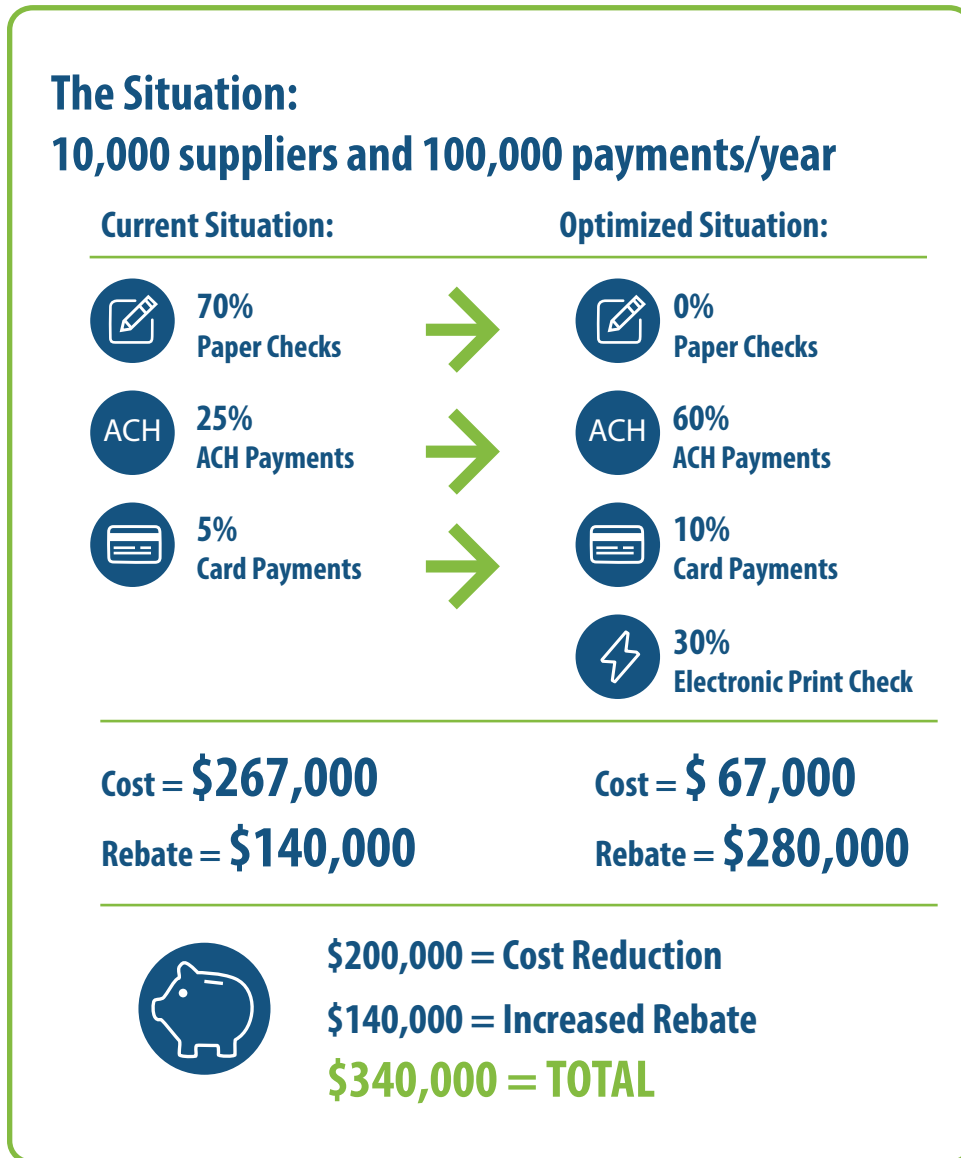 The Situation:
10,000 suppliers and 100,000 payments/year
Current Situation:
Optimized Situation:
70%
Paper Checks
0%
Paper Checks
ACH
25%
ACH Payments
ACH
60%
ACH Payments
5%
Card Payments
10%
Card Payments
30%
Electronic Print Check
Cost = $267,000
Cost = $ 67,000
Rebate = $140,000
Rebate = $280,000
$200,000 = Cost Reduction
$140,000 = Increased Rebate
$340,000 = TOTAL